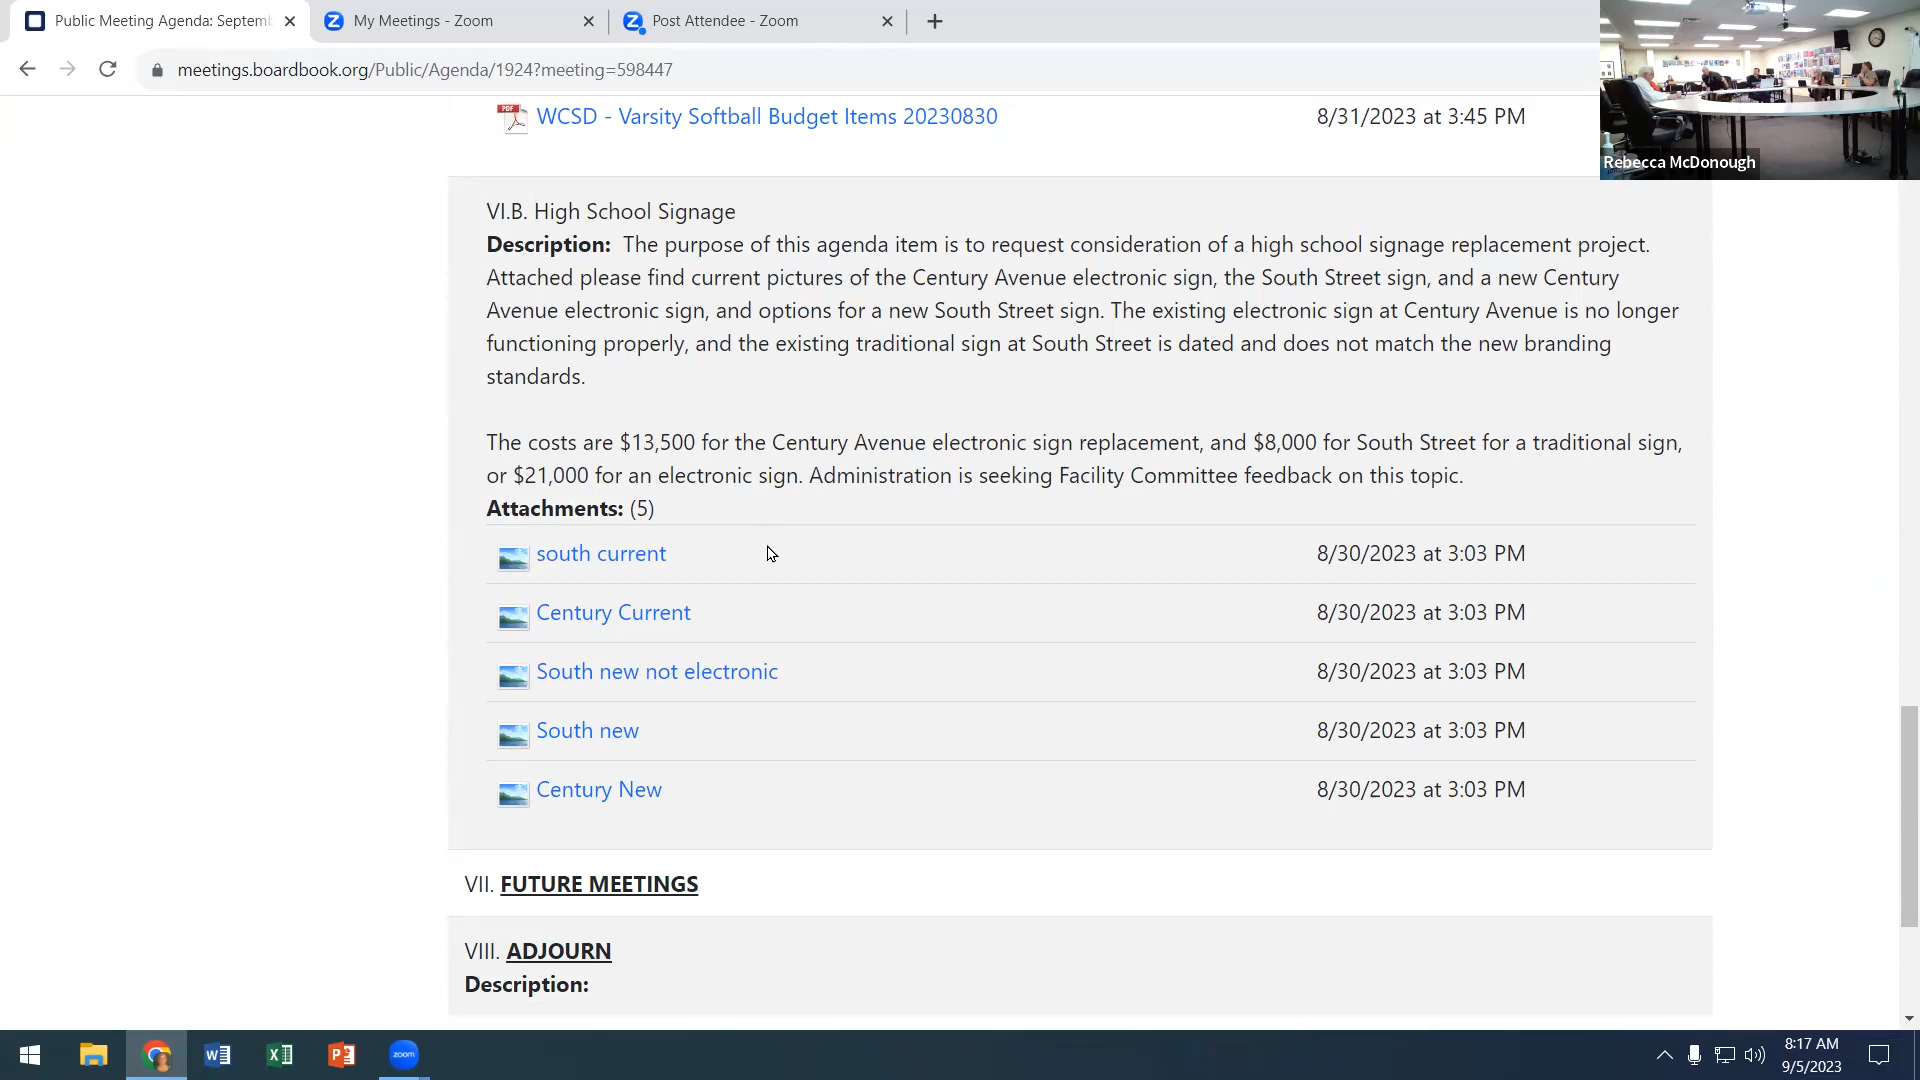 Public Meeting Agenda: Septemb
My Meetings - Zoom
Post Attendee - Zoom
meetings.boardbook.org/Public/Agenda/1924?meeting=598447
Rebecca McDonough
PDF
WCSD - Varsity Softball Budget Items 20230830
8/31/2023 at 3:45 PM
VI.B. High School Signage
Description: The purpose of this agenda item is to request consideration of a high school signage replacement project.
Attached please find current pictures of the Century Avenue electronic sign, the South Street sign, and a new Century
Avenue electronic sign, and options for a new South Street sign. The existing electronic sign at Century Avenue is no longer
functioning properly, and the existing traditional sign at South Street is dated and does not match the new branding
standards.
The costs are $13,500 for the Century Avenue electronic sign replacement, and $8,000 for South Street for a traditional sign,
or $21,000 for an electronic sign. Administration is seeking Facility Committee feedback on this topic.
Attachments: (5)
south current 8/30/2023 at 3:03 PM
Century Current 8/30/2023 at 3:03 PM
South new not electronic 8/30/2023 at 3:03 PM
South new 8/30/2023 at 3:03 PM
Century New 8/30/2023 at 3:03 PM
VII. FUTURE MEETINGS
VIII. ADJOURN
Description:
zoom
8:17 AM
9/5/2023